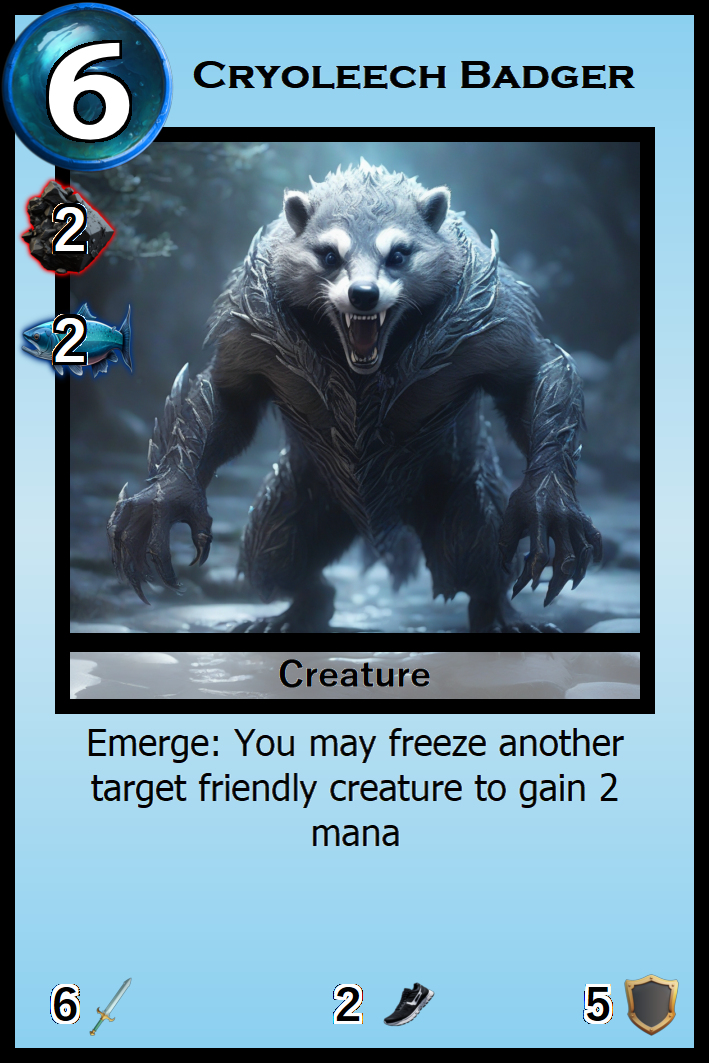 6
Cryoleech Badger
2
2
Creature
Emerge: You may freeze another
target friendly creature to gain 2
mana
6 2 5